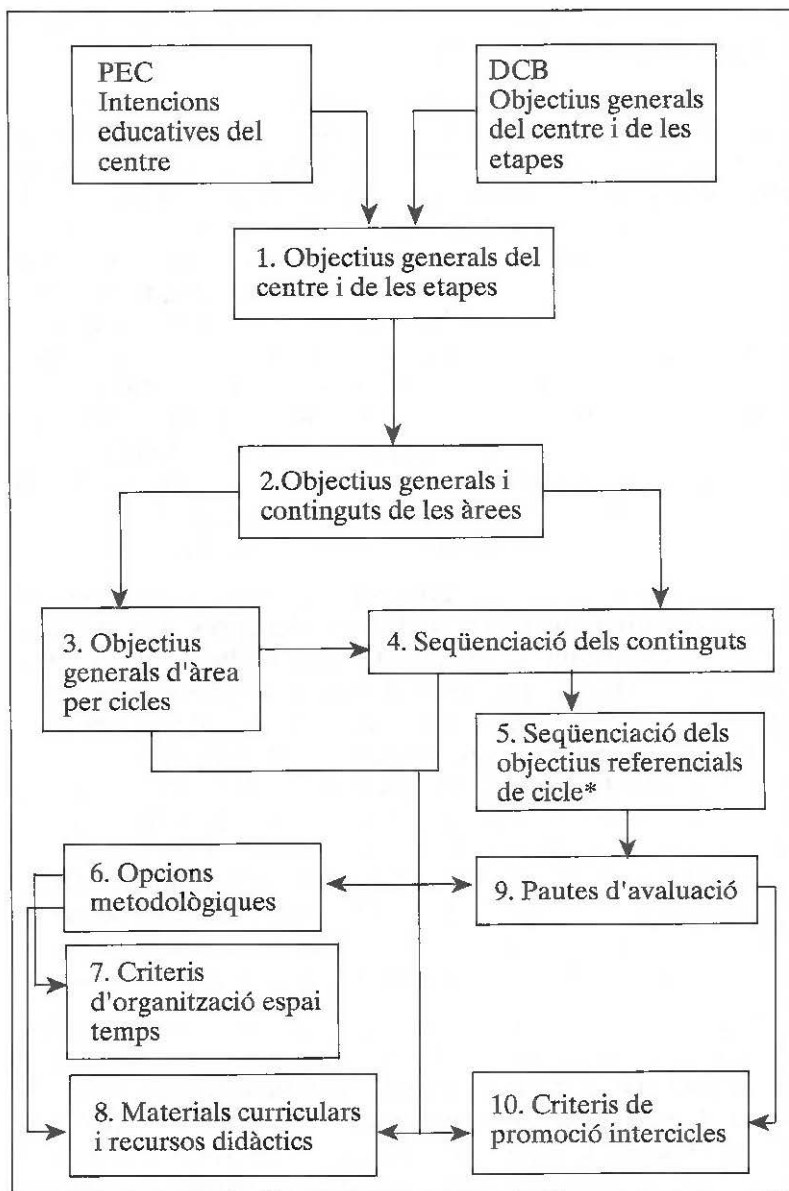 PEC
Intencions
educatives del
centre
DCB
Objectius generals
del centre i de les
etapes
1. Objectius generals del
centre i de les etapes
2.Objectius generals i
continguts de les àrees
3. Objectius
generals d'àrea
per cicles
4. Seqüenciació dels continguts
5. Seqüenciació dels
objectius referencials
de cicle*
6. Opcions
metodològiques
9. Pautes d'avaluació
7. Criteris
d'organització espai
temps
8. Materials curriculars
i recursos didàctics
10. Criteris de
promoció intercicles